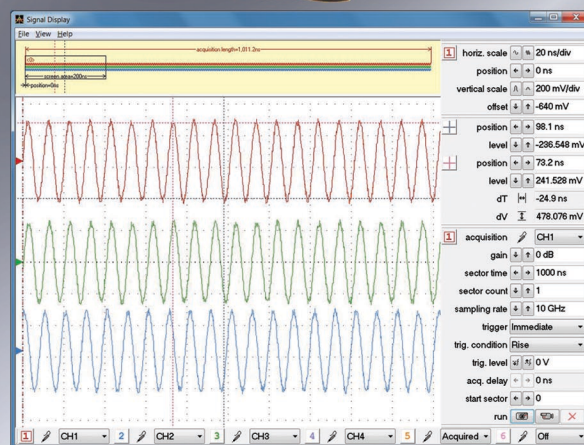 Signal Display
File View Help
acquisition length=1,011.2ns
screen area=200ns
position=0ns
1 horiz. scale 20 ns/div
position 0 ns
vertical scale 200 mV/div
offset -640 mV
position 98.1 ns
level -236.548 mV
position 73.2 ns
level 241.528 mV
dT -24.9 ns
dV 478.076 mV
1 acquisition CH1
gain 0 dB
sector time 1000 ns
sector count 1
sampling rate 10 GHz
trigger Immediate
trig. condition Rise
trig. level 0 V
acq. delay 0 ns
start sector 0
run
1 CH1 2 CH2 3 CH3 4 CH4 5 Acquired 6 Off